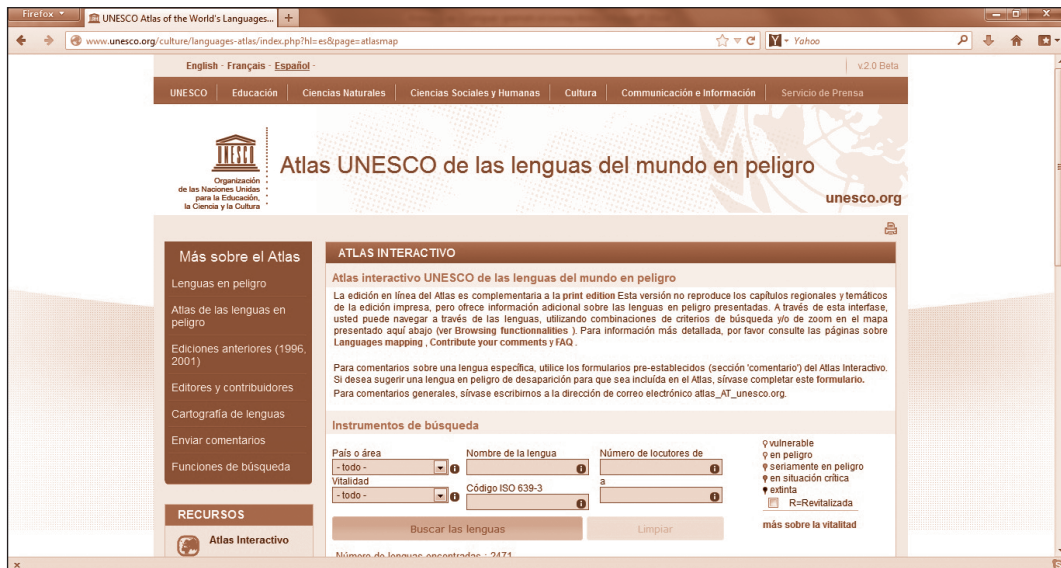 Firefox
UNESCO Atlas of the World's Languages...
www.unesco.org/culture/languages-atlas/index.php?hl=es&page=atlasmap
Yahoo
English · Français · Español ·
v.2.0 Beta
UNESCO Educación Ciencias Naturales Ciencias Sociales y Humanas Cultura Communicación e Información Servicio de Prensa
UNESCO
Organización
de las Naciones Unidas
para la Educación,
la Ciencia y la Cultura
Atlas UNESCO de las lenguas del mundo en peligro
unesco.org
Más sobre el Atlas
Lenguas en peligro
Atlas de las lenguas en
peligro
Ediciones anteriores (1996,
2001)
Editores y contribuidores
Cartografía de lenguas
Enviar comentarios
Funciones de búsqueda
RECURSOS
Atlas Interactivo
ATLAS INTERACTIVO
Atlas interactivo UNESCO de las lenguas del mundo en peligro
La edición en línea del Atlas es complementaria a la print edition Esta versión no reproduce los capítulos regionales y temáticos
de la edición impresa, pero ofrece información adicional sobre las lenguas en peligro presentadas. A través de esta interfase,
usted puede navegar a través de las lenguas, utilizando combinaciones de criterios de búsqueda y/o de zoom en el mapa
presentado aquí abajo (ver Browsing functionnalities ). Para información más detallada, por favor consulte las páginas sobre
Languages mapping , Contribute your comments y FAQ .
Para comentarios sobre una lengua específica, utilice los formularios pre-establecidos (sección 'comentario') del Atlas Interactivo.
Si desea sugerir una lengua en peligro de desaparición para que sea incluída en el Atlas, sírvase completar este formulario.
Para comentarios generales, sírvase escribirnos a la dirección de correo electrónico atlas_AT_unesco.org.
Instrumentos de búsqueda
País o área Nombre de la lengua Número de locutores de
- todo -
Vitalidad Código ISO 639-3 a
- todo -
vulnerable
en peligro
seriamente en peligro
en situación crítica
extinta
R=Revitalizada
más sobre la vitalidad
Buscar las lenguas Limpiar
Número de lenguas encontradas : 2471